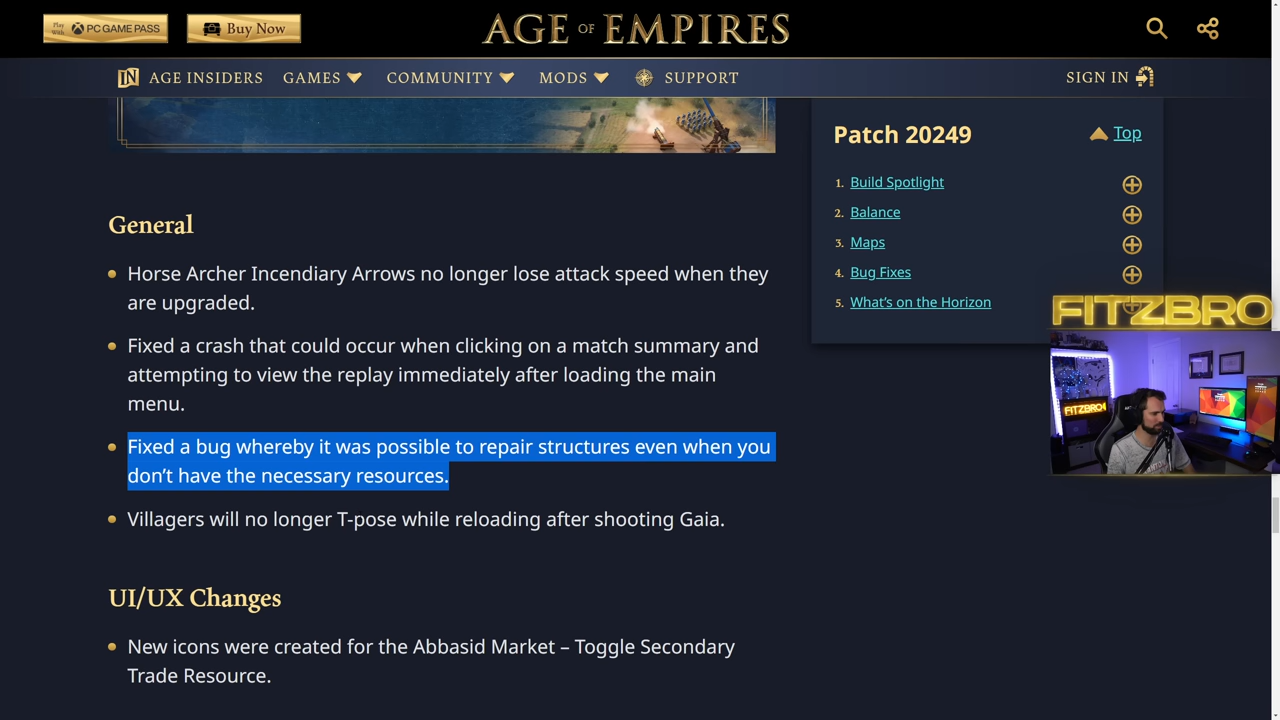 Play With
XBOX PC GAME PASS
Buy Now
AGE OF EMPIRES
IN AGE INSIDERS
GAMES
COMMUNITY
MODS
SUPPORT
SIGN IN
Patch 20249
Top
1. Build Spotlight
2. Balance
3. Maps
4. Bug Fixes
5. What's on the Horizon
General
Horse Archer Incendiary Arrows no longer lose attack speed when they
are upgraded.
Fixed a crash that could occur when clicking on a match summary and
attempting to view the replay immediately after loading the main
menu.
Fixed a bug whereby it was possible to repair structures even when you
don't have the necessary resources.
Villagers will no longer T-pose while reloading after shooting Gaia.
UI/UX Changes
New icons were created for the Abbasid Market – Toggle Secondary
Trade Resource.
FITZBRO
FITZBRO